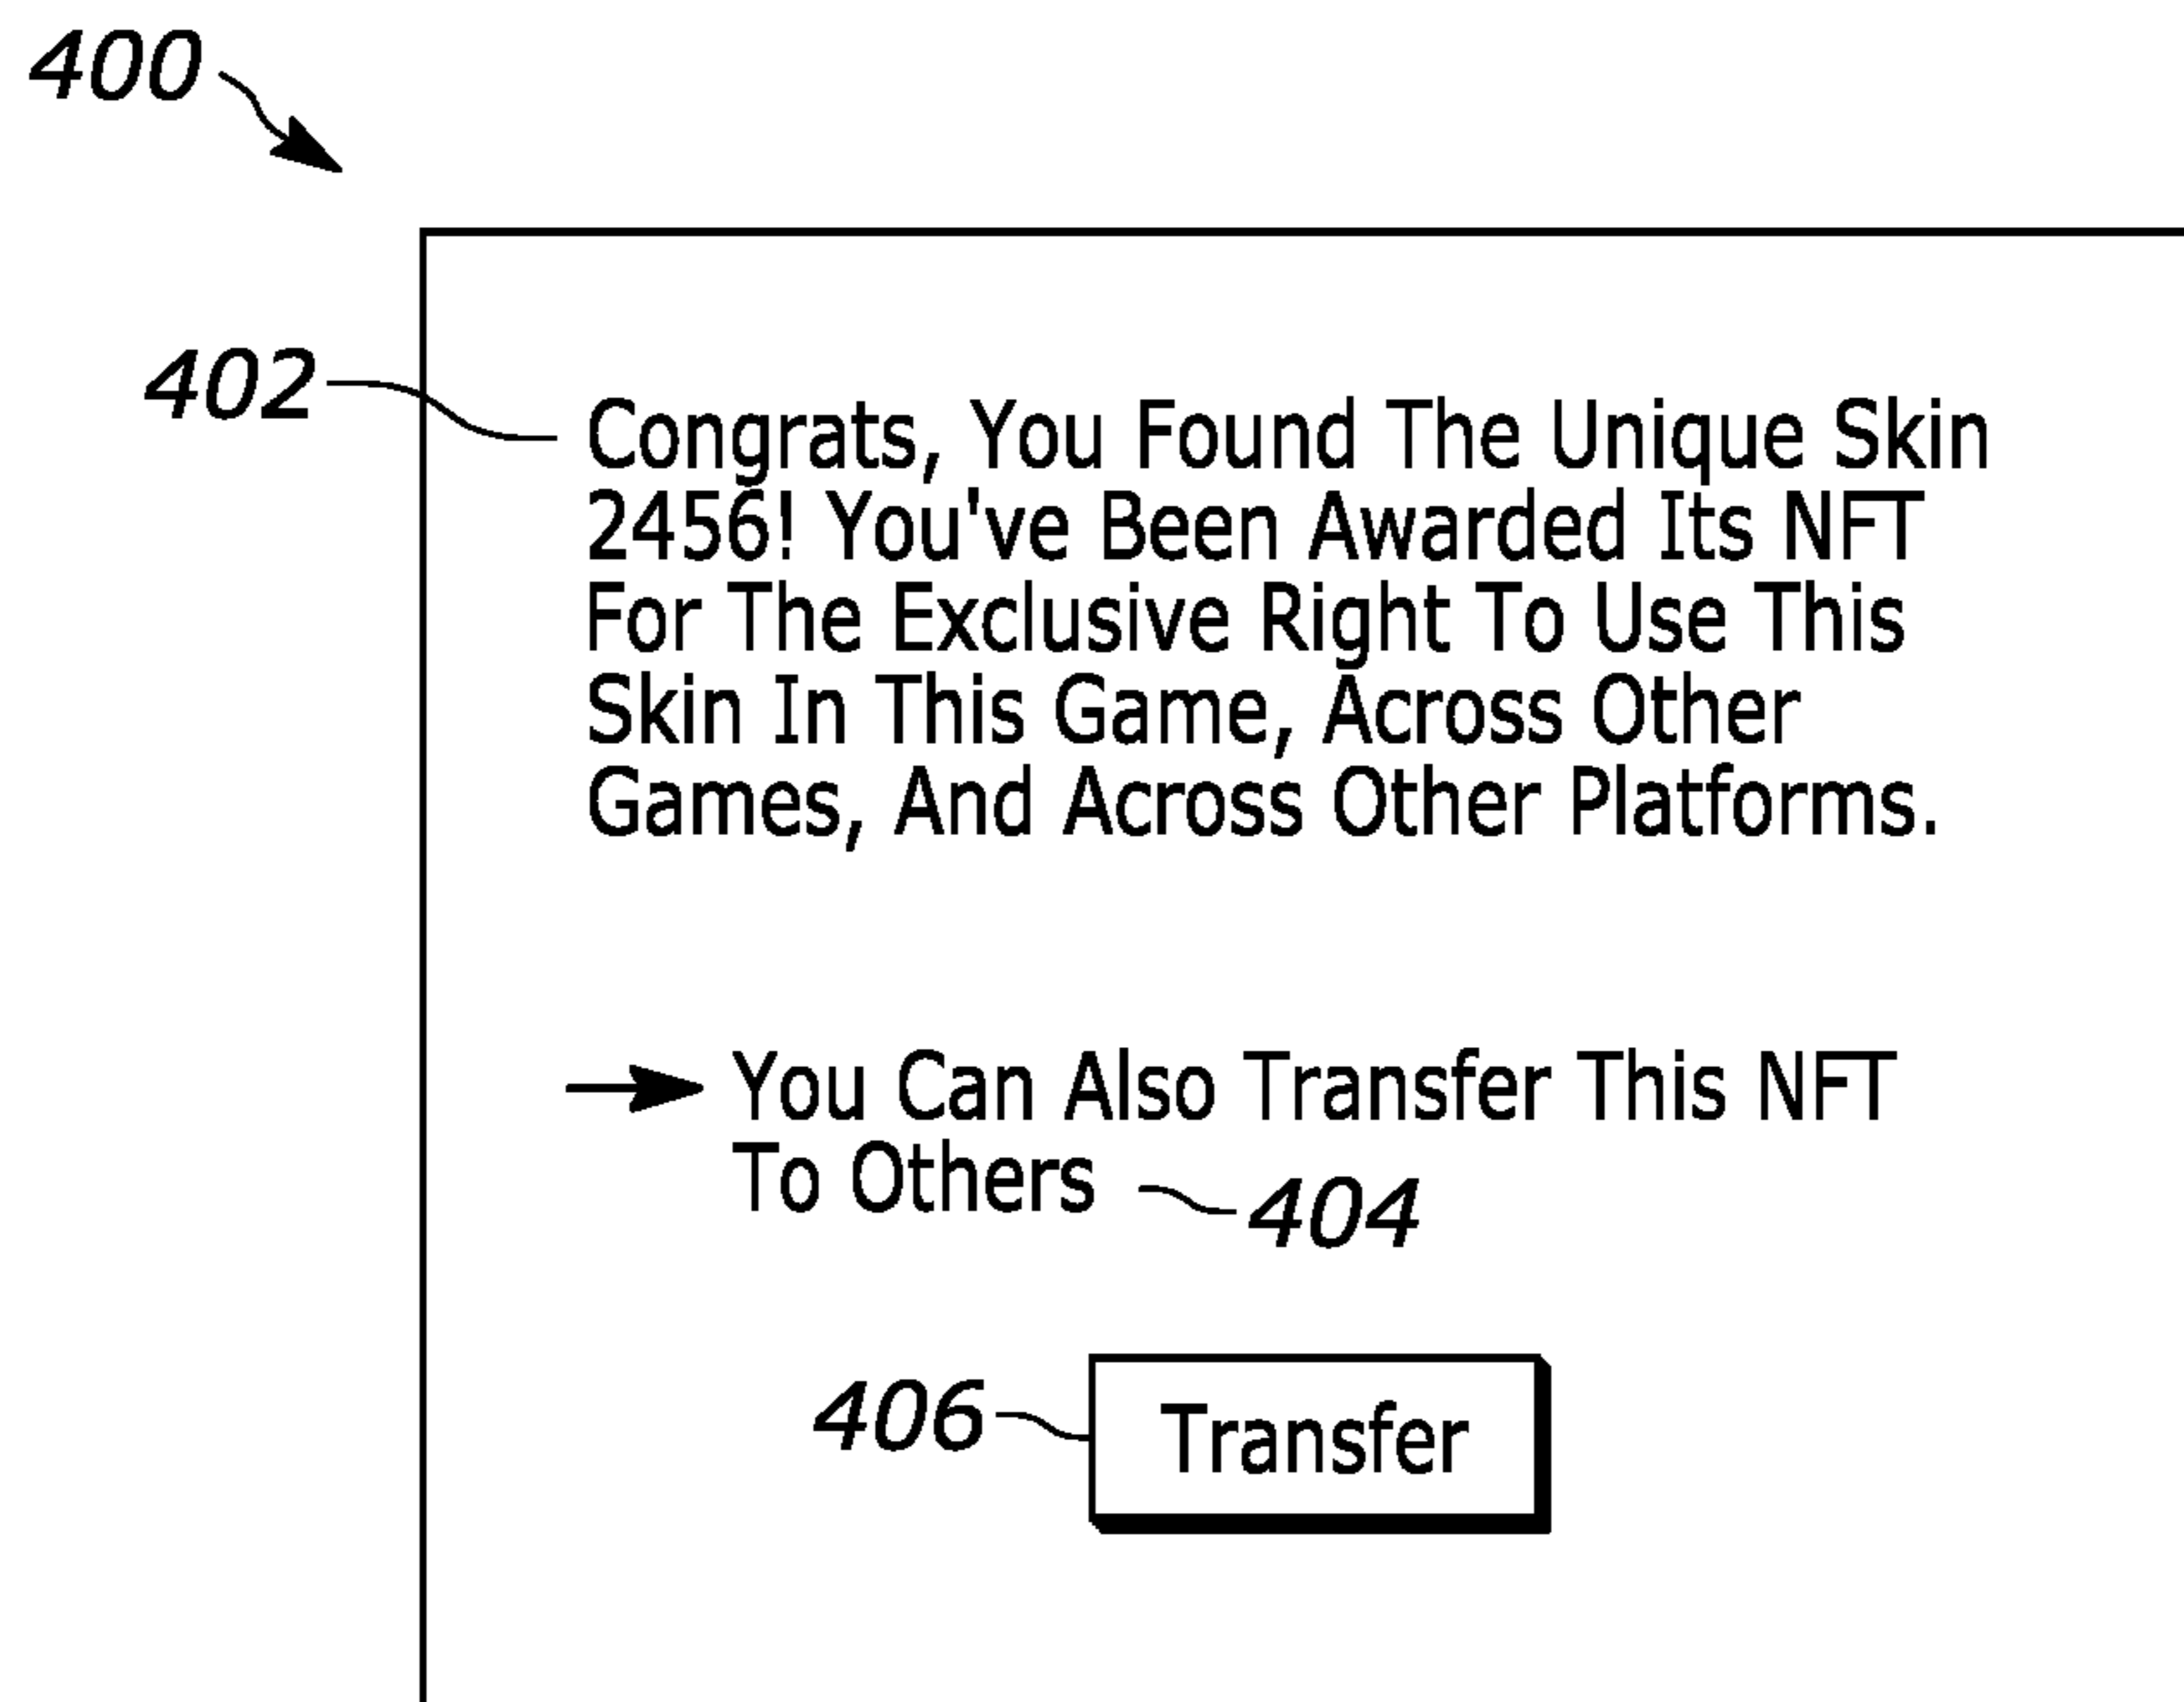 400
402
Congrats, You Found The Unique Skin
2456! You've Been Awarded Its NFT
For The Exclusive Right To Use This
Skin In This Game, Across Other
Games, And Across Other Platforms.
You Can Also Transfer This NFT
To Others
404
406
Transfer